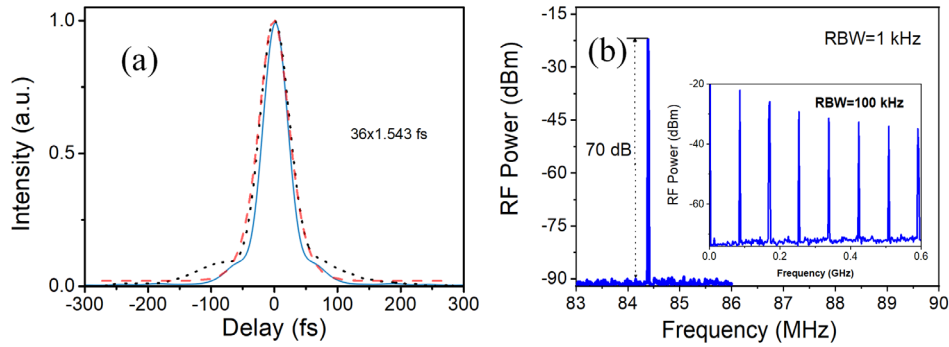 (a)
Intensity (a.u.)
1.0
0.5
0.0
36x1.543 fs
-300
-200
-100
0
100
200
300
Delay (fs)
(b)
RF Power (dBm)
-15
-30
-45
-60
-75
-90
RBW=1 kHz
70 dB
83
84
85
86
87
88
89
90
Frequency (MHz)
RBW=100 kHz
RF Power (dBm)
-20
-40
-60
0.0
0.2
0.4
0.6
Frequency (GHz)